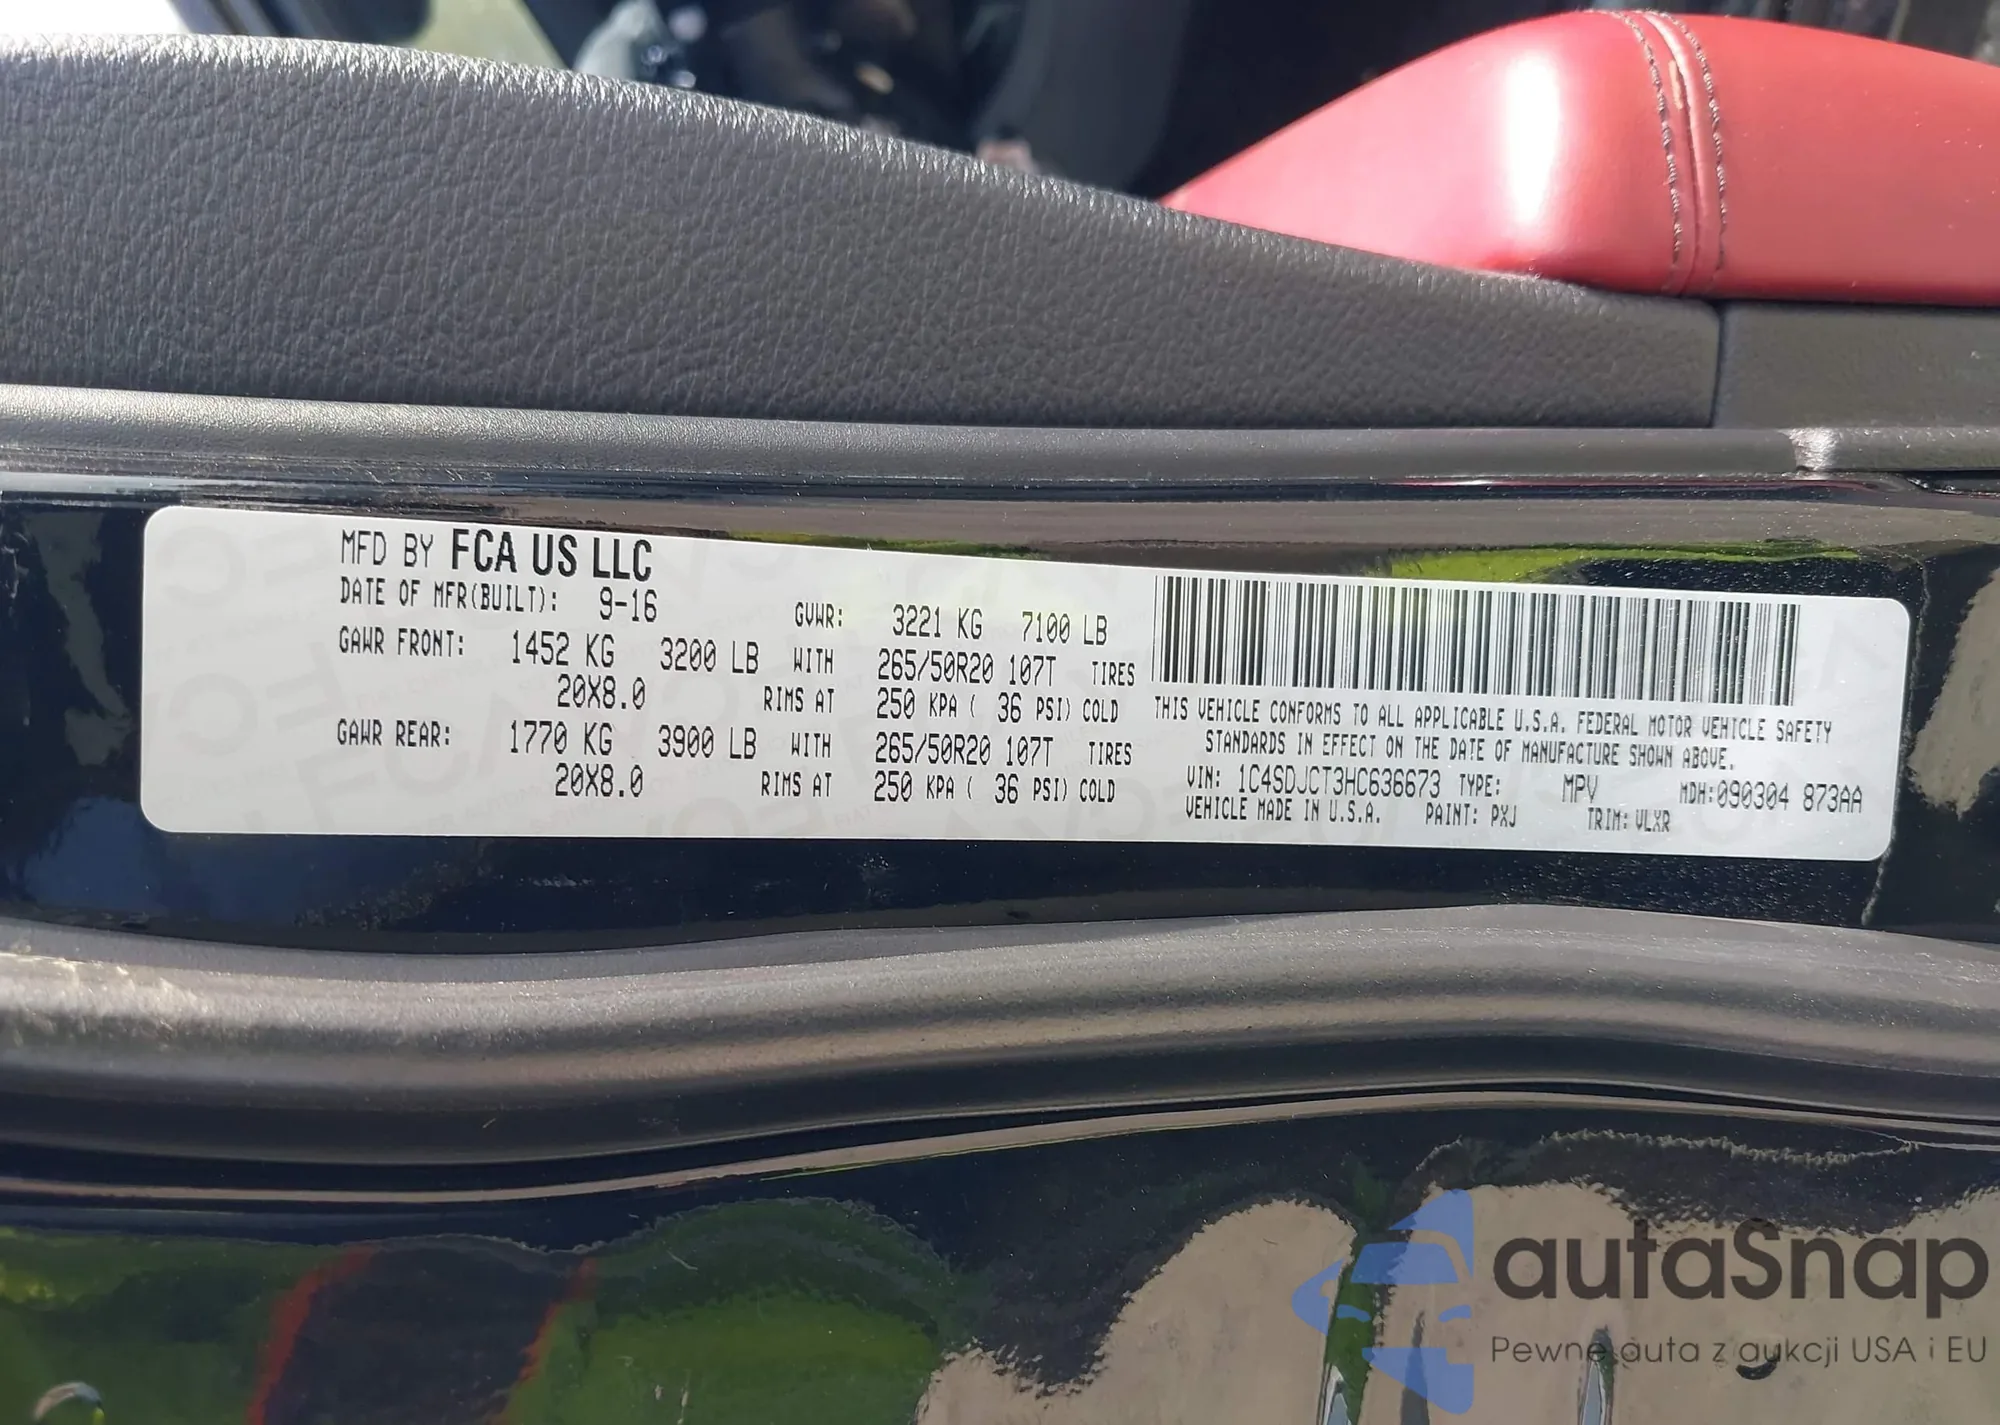 MFD BY FCA US LLC
DATE OF MFR(BUILT): 9-16 GVWR: 3221 KG 7100 LB
GAWR FRONT: 1452 KG 3200 LB WITH 265/50R20 107T TIRES
20X8.0 RIMS AT 250 KPA ( 36 PSI) COLD
GAWR REAR: 1770 KG 3900 LB WITH 265/50R20 107T TIRES
20X8.0 RIMS AT 250 KPA ( 36 PSI) COLD
THIS VEHICLE CONFORMS TO ALL APPLICABLE U.S.A. FEDERAL MOTOR VEHICLE SAFETY
STANDARDS IN EFFECT ON THE DATE OF MANUFACTURE SHOWN ABOVE.
VIN: 1C4SDJCT3HC636673 TYPE: MPV MDH:090304 873AA
VEHICLE MADE IN U.S.A. PAINT: PXJ TRIM: VLXR
autaSnap
Pewne auta z aukcji USA i EU